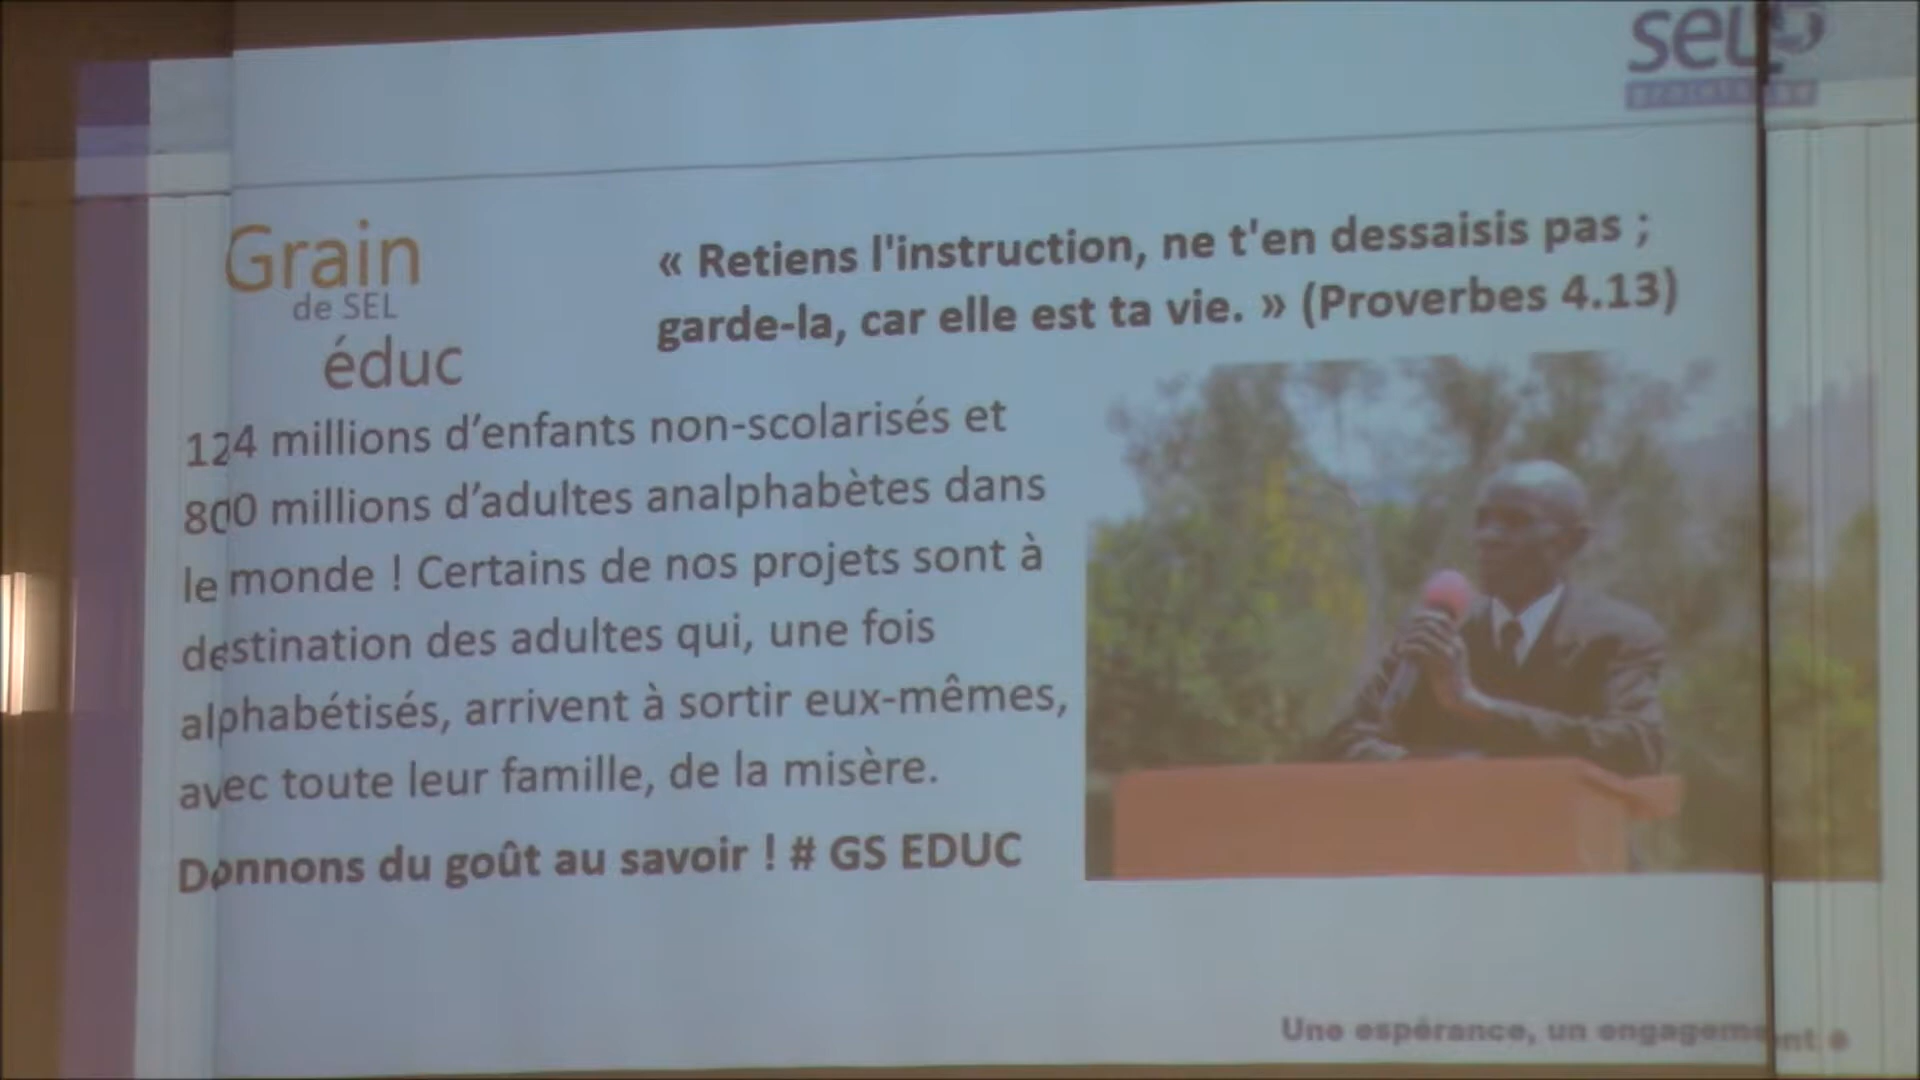 SEL
Grain
de SEL
éduc
« Retiens l'instruction, ne t'en dessaisis pas ;
garde-la, car elle est ta vie. » (Proverbes 4.13)
124 millions d’enfants non-scolarisés et
800 millions d’adultes analphabètes dans
le monde ! Certains de nos projets sont à
destination des adultes qui, une fois
alphabétisés, arrivent à sortir eux-mêmes,
avec toute leur famille, de la misère.
Donnons du goût au savoir ! # GS EDUC
Une espérance, un engagement